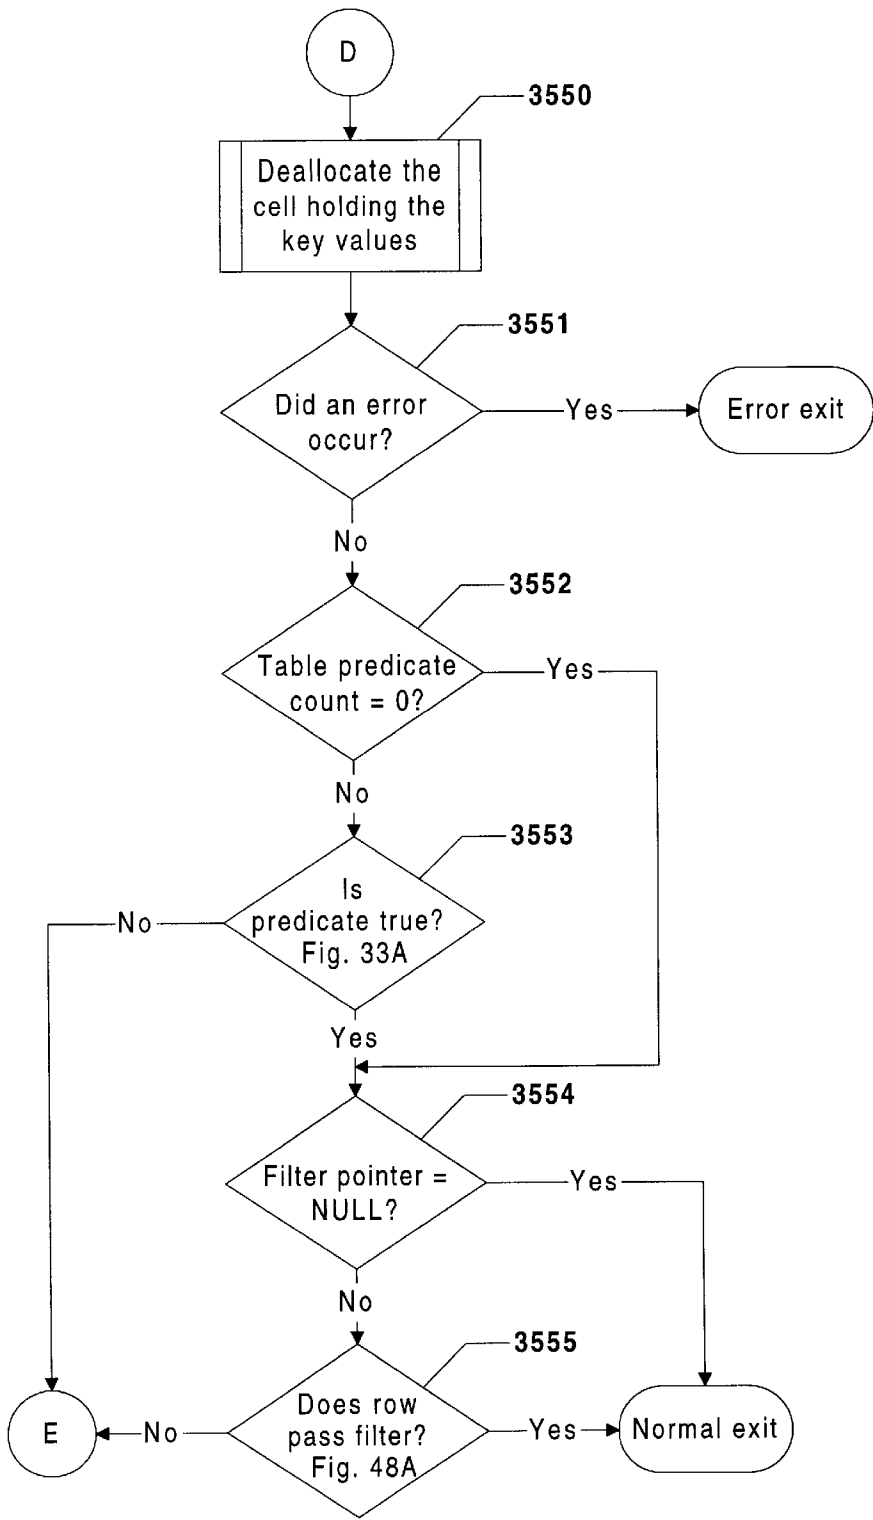 D
3550
Deallocate the
cell holding the
key values
3551
Did an error
occur?
Yes
Error exit
No
3552
Table predicate
count = 0?
Yes
No
3553
Is
predicate true?
Fig. 33A
No
Yes
3554
Filter pointer =
NULL?
Yes
No
3555
Does row
pass filter?
Fig. 48A
No
E
Yes
Normal exit